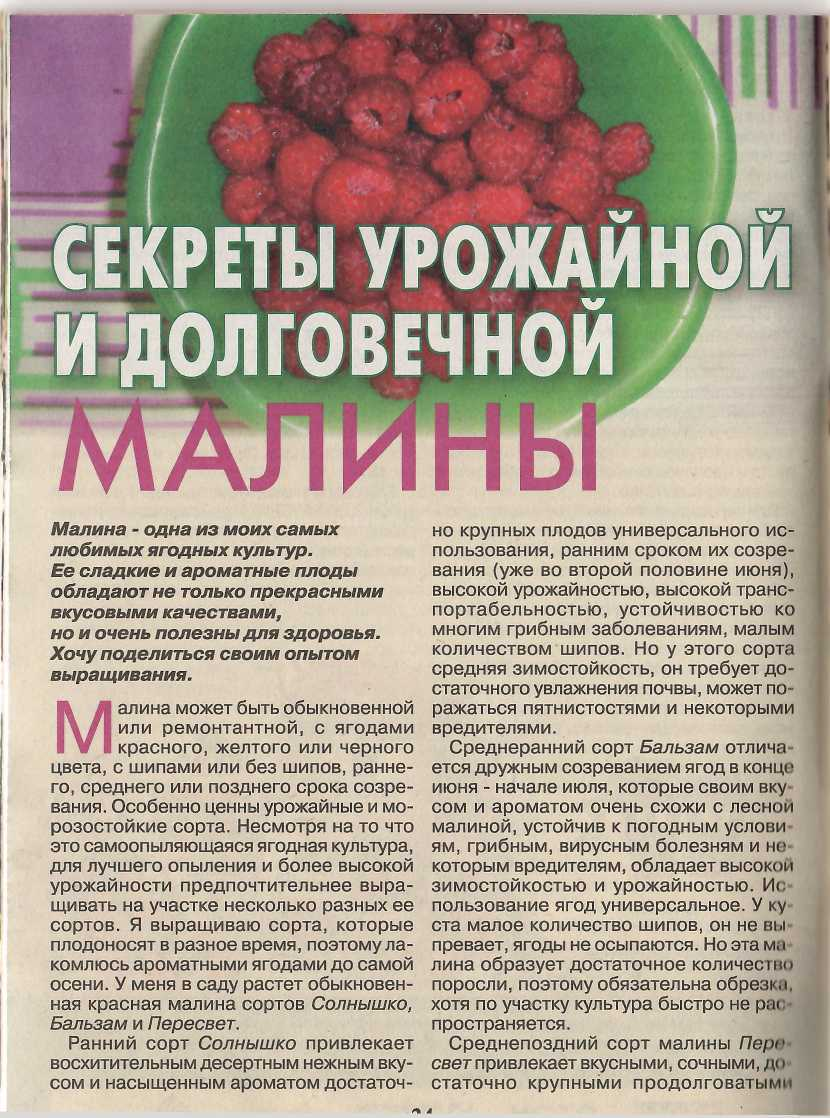 СЕКРЕТЫ УРОЖАЙНОЙ
И ДОЛГОВЕЧНОЙ
МАЛИНЫ
Малина - одна из моих самых
любимых ягодных культур.
Ее сладкие и ароматные плоды
обладают не только прекрасными
вкусовыми качествами,
но и очень полезны для здоровья.
Хочу поделиться своим опытом
выращивания.
Малина может быть обыкновенной
или ремонтантной, с ягодами
красного, желтого или черного
цвета, с шипами или без шипов, ранне-
го, среднего или позднего срока созре-
вания. Особенно ценны урожайные и мо-
розостойкие сорта. Несмотря на то что
это самоопыляющаяся ягодная культура,
для лучшего опыления и более высокой
урожайности предпочтительнее выра-
щивать на участке несколько разных ее
сортов. Я выращиваю сорта, которые
плодоносят в разное время, поэтому ла-
комлюсь ароматными ягодами до самой
осени. У меня в саду растет обыкновен-
ная красная малина сортов Солнышко,
Бальзам и Пересвет.
Ранний сорт Солнышко привлекает
восхитительным десертным нежным вку-
сом и насыщенным ароматом достаточ-
но крупных плодов универсального ис-
пользования, ранним сроком их созре-
вания (уже во второй половине июня),
высокой урожайностью, высокой транс-
портабельностью, устойчивостью ко
многим грибным заболеваниям, малым
количеством шипов. Но у этого сорта
средняя зимостойкость, он требует до-
статочного увлажнения почвы, может по-
ражаться пятнистостями и некоторыми
вредителями.
Среднеранний сорт Бальзам отлича-
ется дружным созреванием ягод в конце
июня - начале июля, которые своим вку-
сом и ароматом очень схожи с лесной
малиной, устойчив к погодным услови-
ям, грибным, вирусным болезням и не-
которым вредителям, обладает высокой
зимостойкостью и урожайностью. Ис-
пользование ягод универсальное. У ку-
ста малое количество шипов, он не вы-
превает, ягоды не осыпаются. Но эта ма-
лина образует достаточное количество
поросли, поэтому обязательна обрезка,
хотя по участку культура быстро не рас-
пространяется.
Среднепоздний сорт малины Пере-
свет привлекает вкусными, сочными, до-
статочно крупными продолговатыми